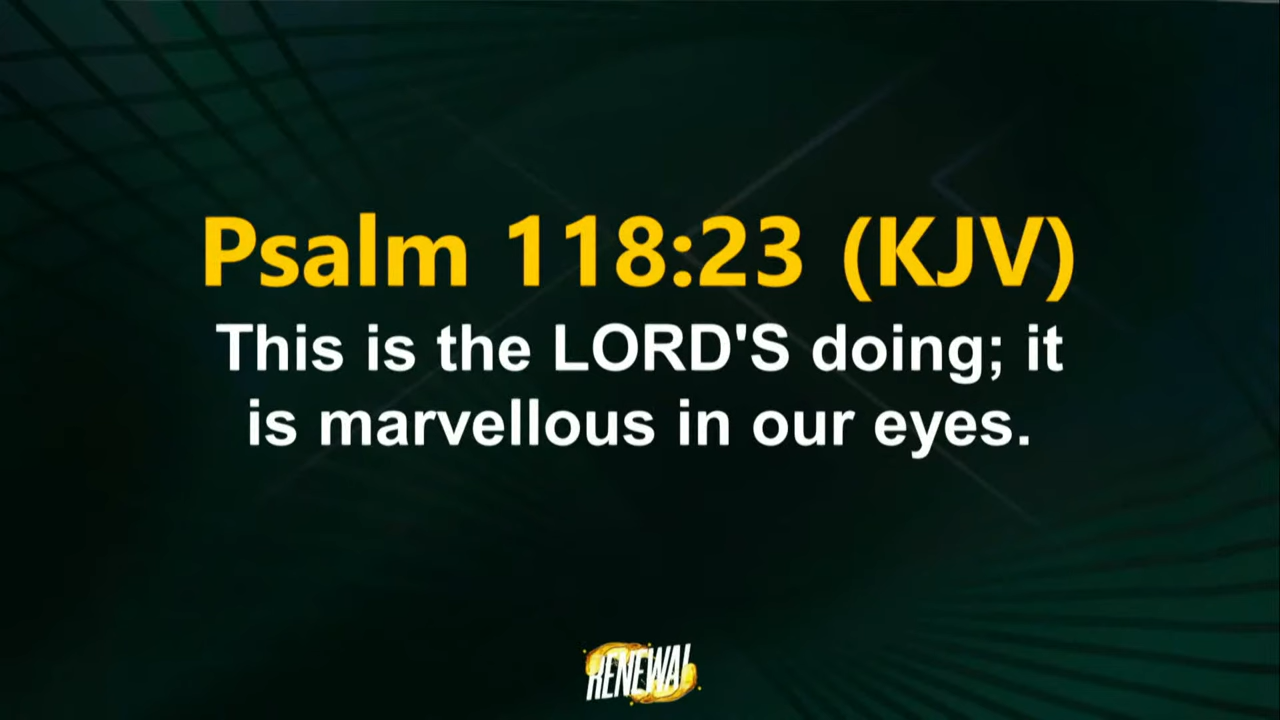 Psalm 118:23 (KJV)
This is the LORD'S doing; it
is marvellous in our eyes.
RENEWAL